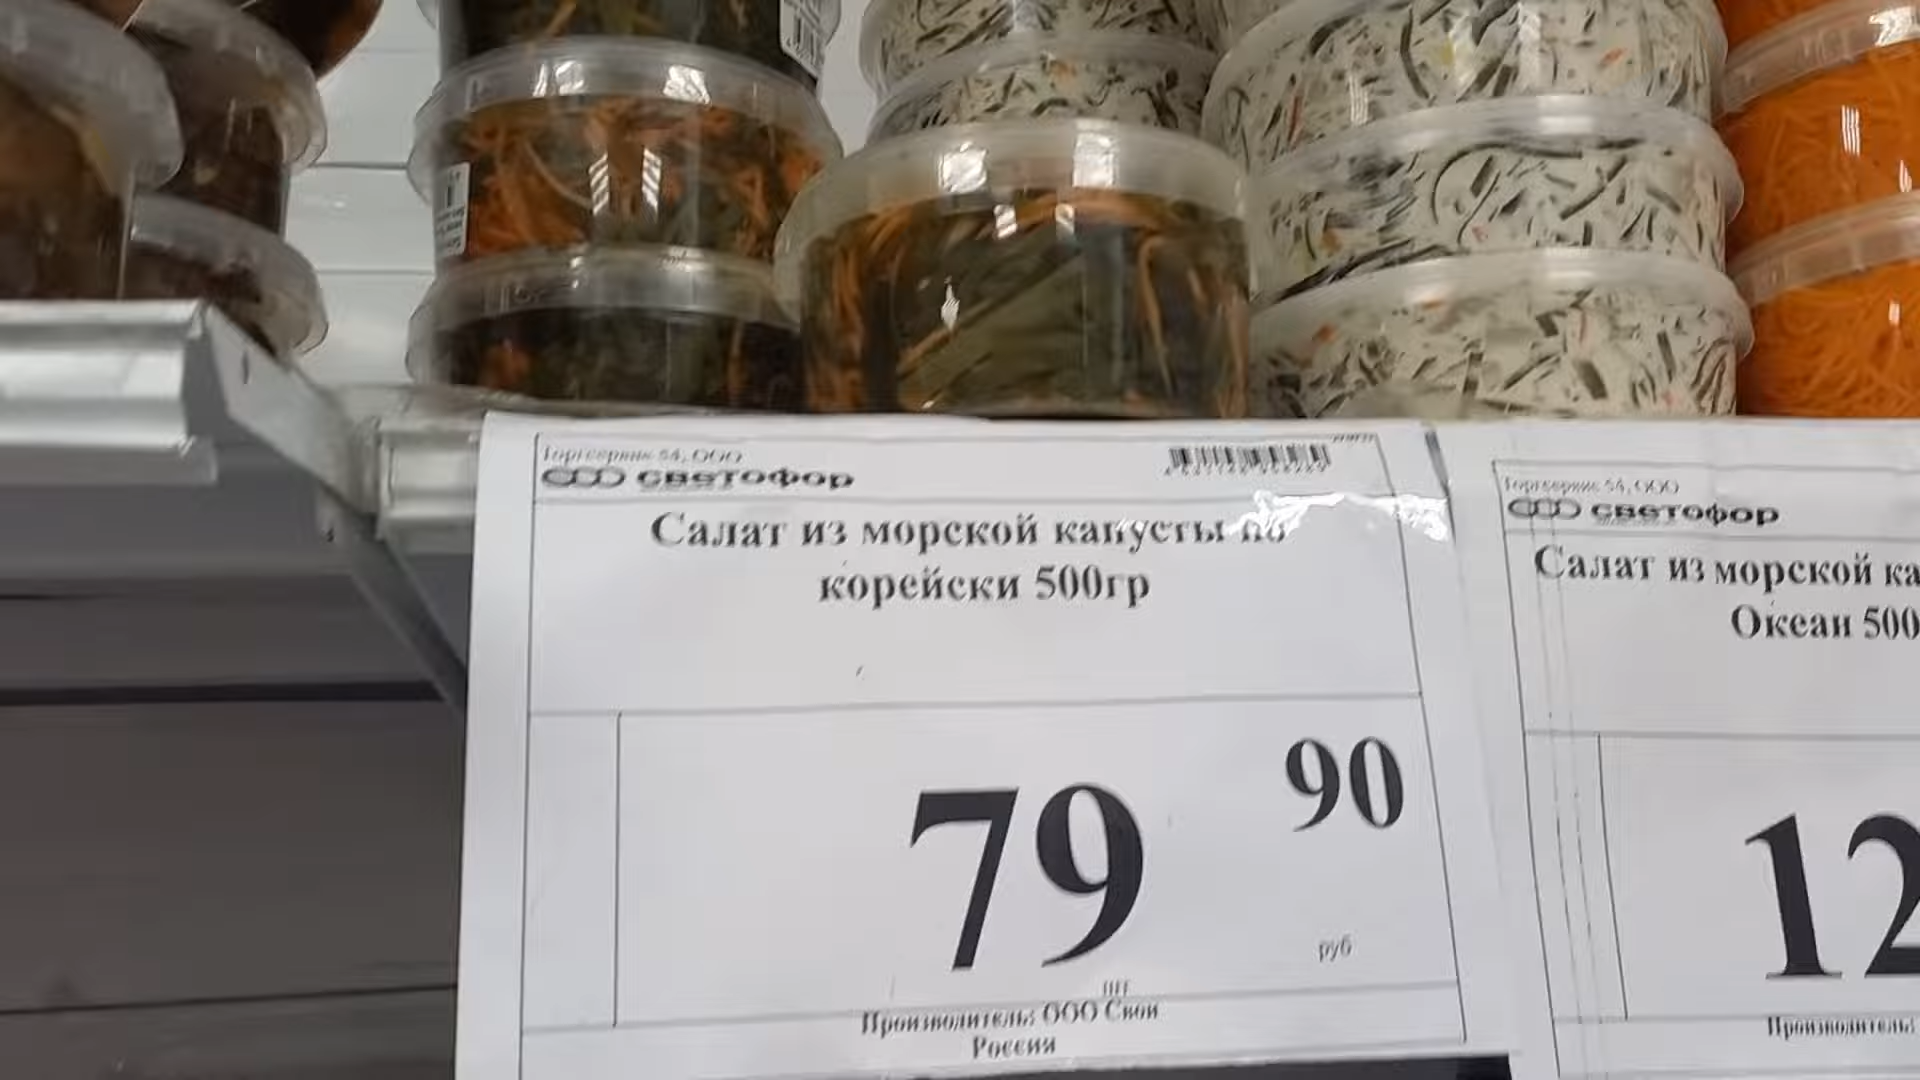 Торгсервис 54, ООО
светофор
Салат из морской капусты по
корейски 500гр
79 90
руб
Производитель: ООО Свои
Россия
Торгсервис 54, ООО
светофор
Салат из морской ка
Океан 500
12
Производитель: